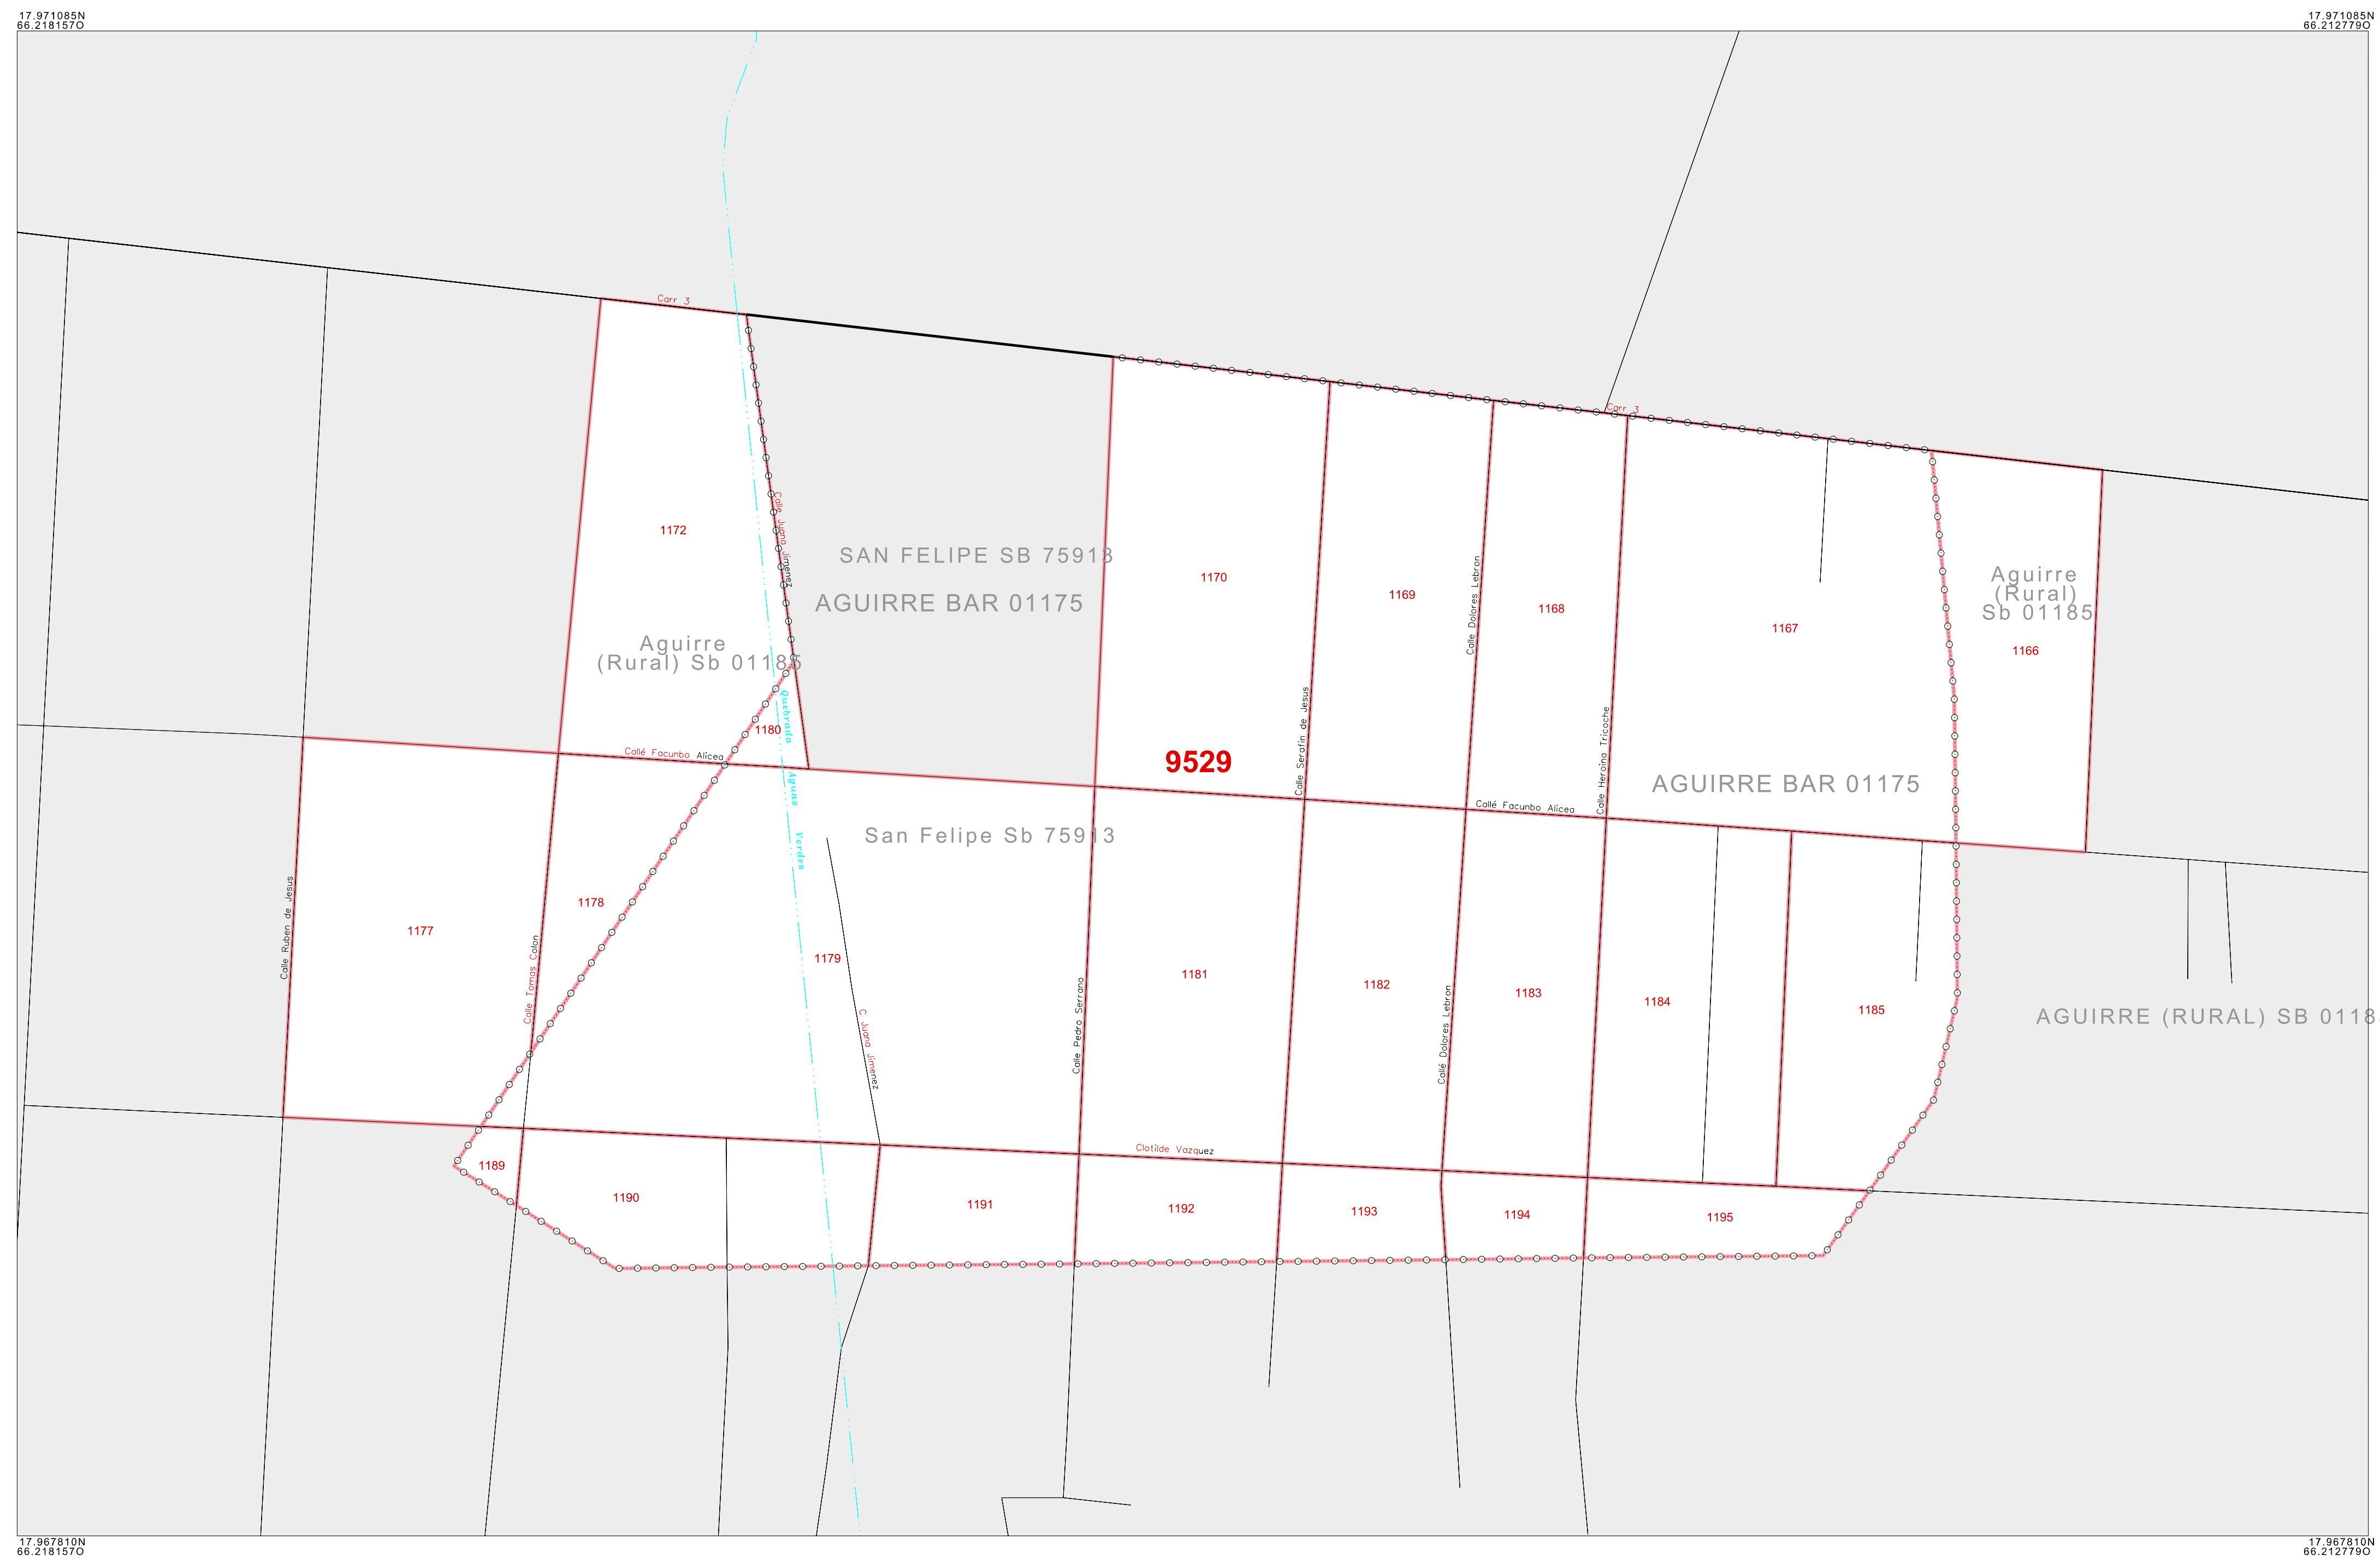 17.971085N
66.218157O
17.971085N
66.212779O
Carr 3
Carr 3
Calle Juana Jimenez
1172
SAN FELIPE SB 75913
AGUIRRE BAR 01175
1170
1169
1168
1167
Aguirre
(Rural)
Sb 01185
1166
Aguirre
(Rural) Sb 01185
Calle Dolores Lebron
Calle Serafin de Jesus
Calle Heroina Tricoche
Quebrada Aguas Verdes
1180
Callé Facunbo Alicea
9529
AGUIRRE BAR 01175
Callé Facunbo Alicea
San Felipe Sb 75913
Calle Ruben de Jesus
1177
1178
Calle Tomas Colon
1179
C Juana Jimenez
Calle Pedro Serrano
1181
1182
Callé Dolores Lebron
1183
1184
1185
AGUIRRE (RURAL) SB 0118
Clotilde Vazquez
1189
1190
1191
1192
1193
1194
1195
17.967810N
66.218157O
17.967810N
66.212779O